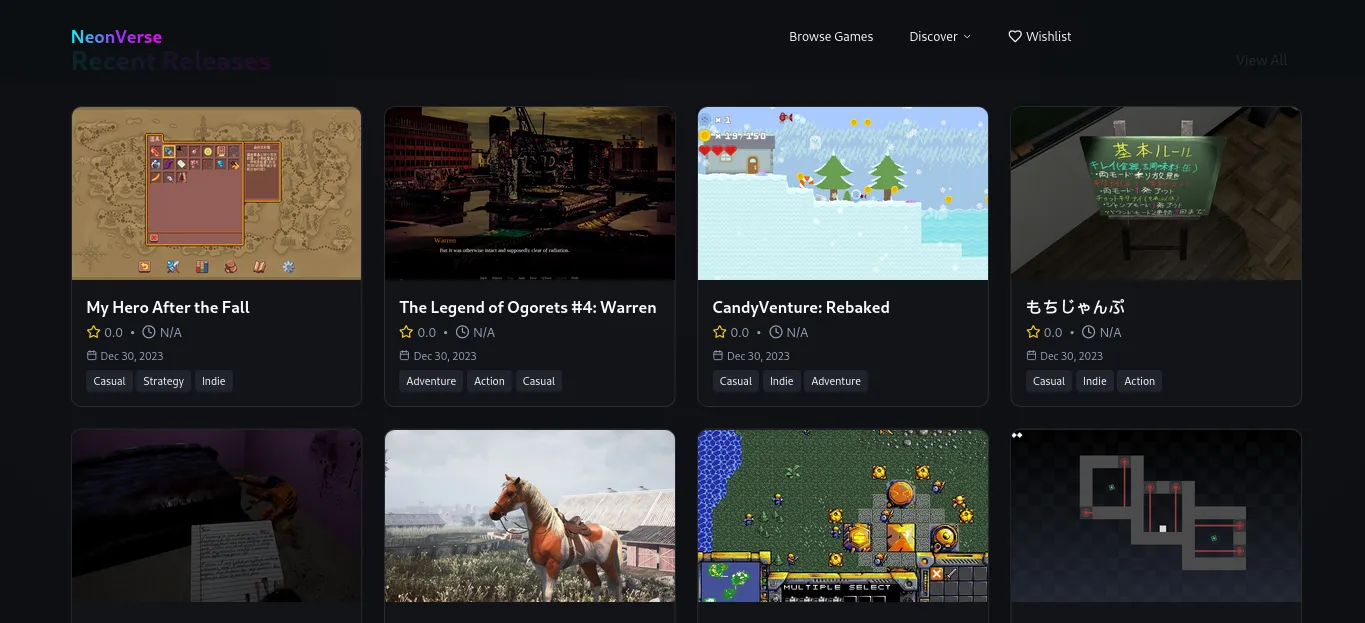 NeonVerse
Browse Games
Discover
Wishlist
Recent Releases
View All
× 1
基本ルール
Warren
But it was otherwise intact and supposedly clear of radiation.
My Hero After the Fall
The Legend of Ogorets #4: Warren
CandyVenture: Rebaked
もちじゃんぷ
0.0 • N/A
0.0 • N/A
0.0 • N/A
0.0 • N/A
Dec 30, 2023
Dec 30, 2023
Dec 30, 2023
Dec 30, 2023
Casual Strategy Indie
Adventure Action Casual
Casual Indie Adventure
Casual Indie Action
MULTIPLE SELECT